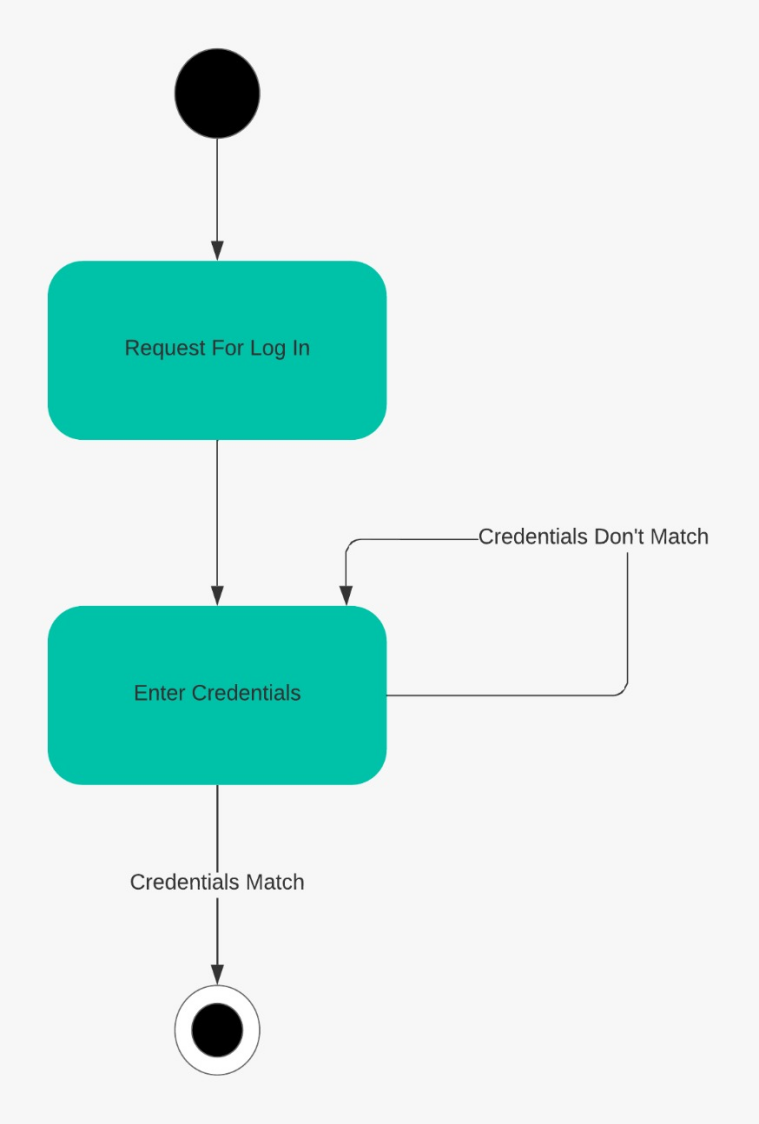 Request For Log In
Credentials Don't Match
Enter Credentials
Credentials Match